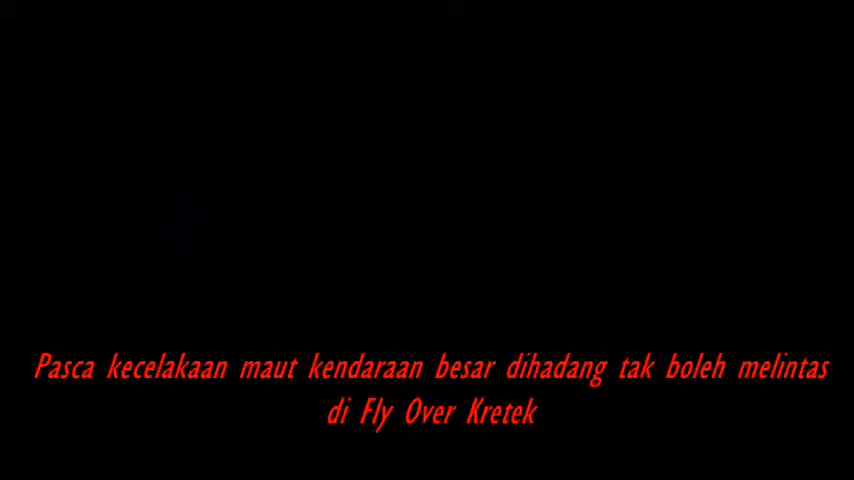 Pasca kecelakaan maut kendaraan besar dihadang tak boleh melintas
di Fly Over Kretek